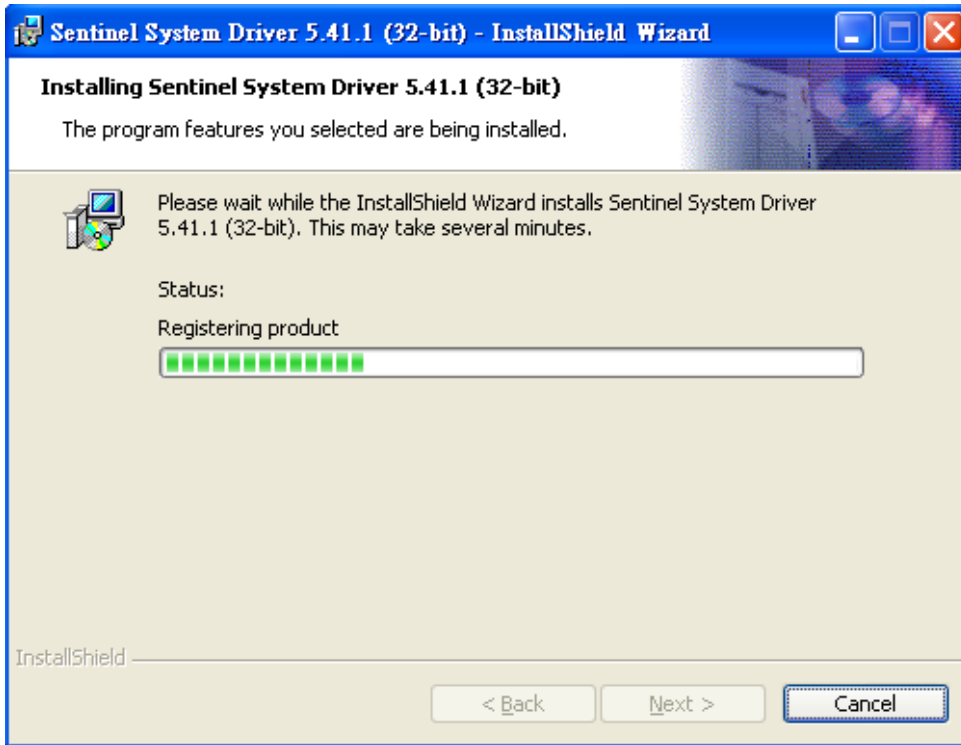 Sentinel System Driver 5.41.1 (32-bit) - InstallShield Wizard
Installing Sentinel System Driver 5.41.1 (32-bit)
The program features you selected are being installed.
Please wait while the InstallShield Wizard installs Sentinel System Driver
5.41.1 (32-bit). This may take several minutes.
Status:
Registering product
InstallShield
< Back
Next >
Cancel